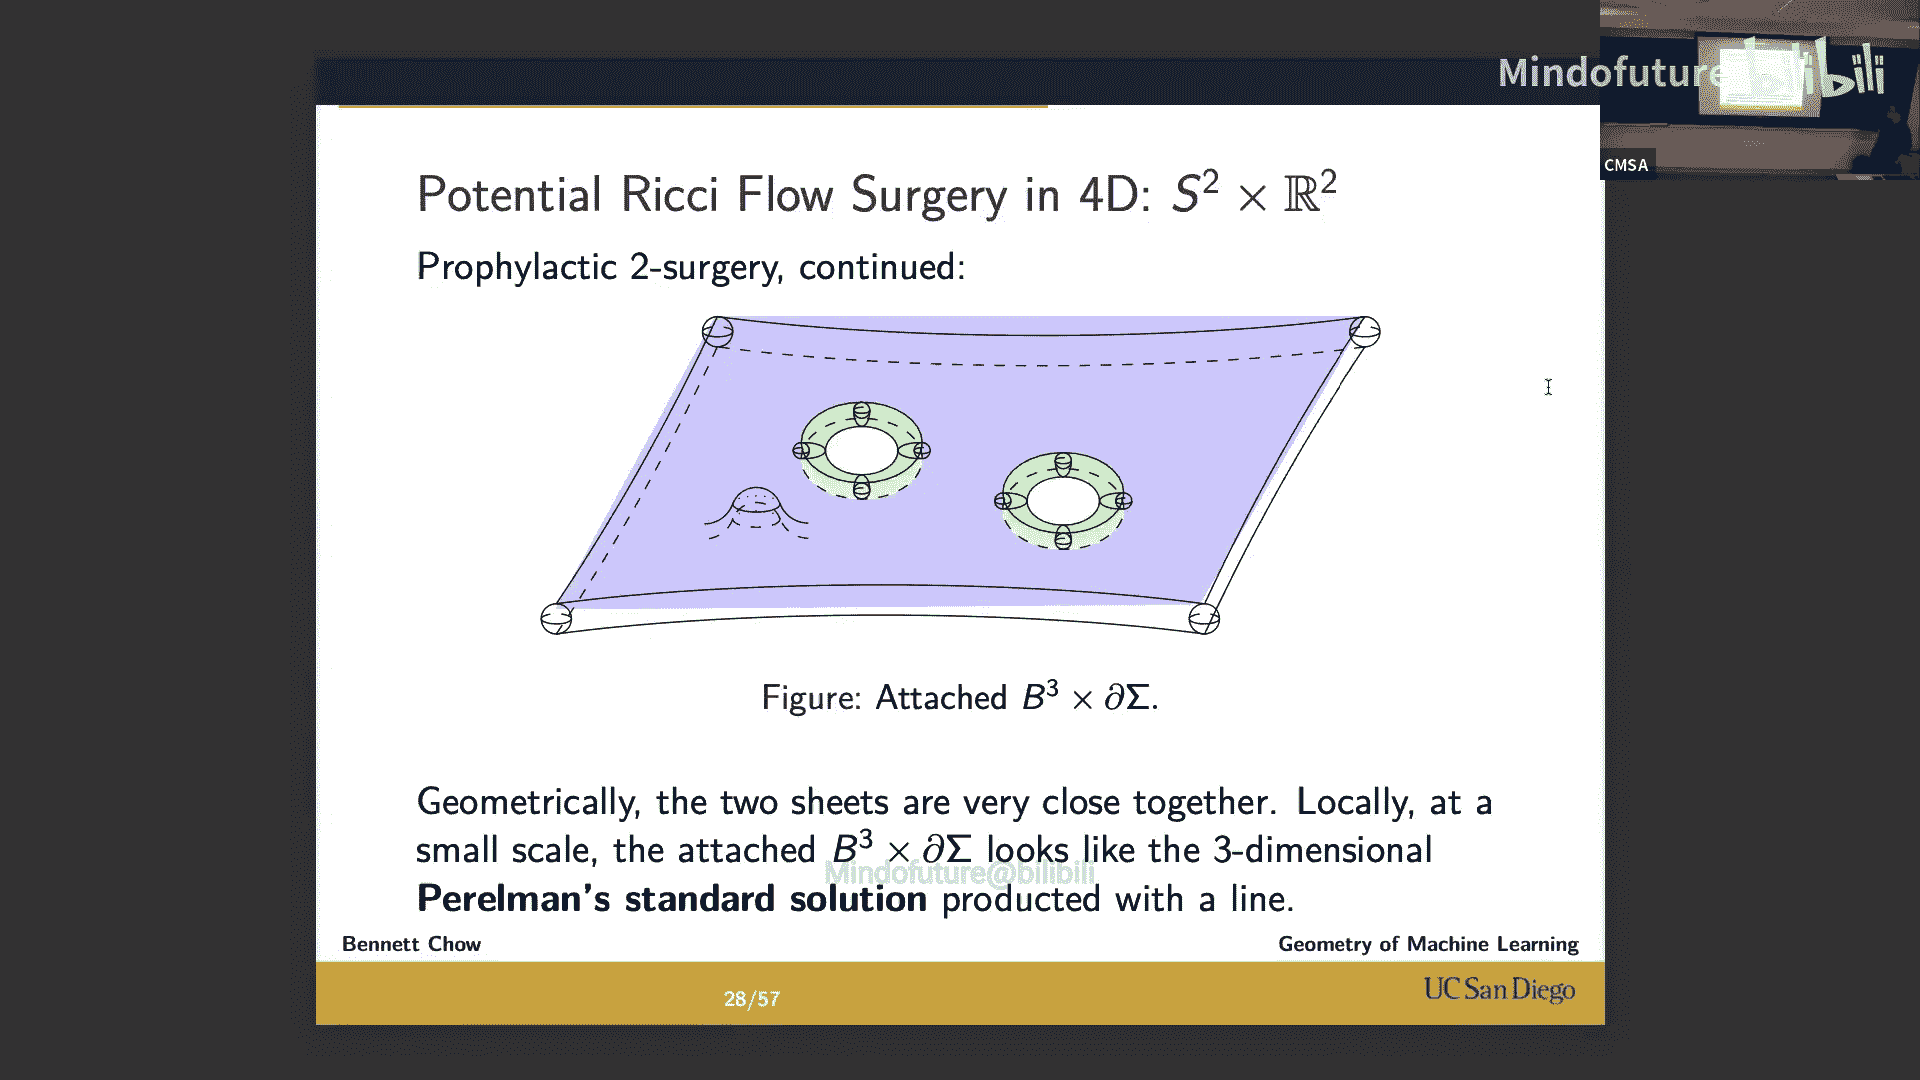 Mindofuture bilibili
CMSA
Potential Ricci Flow Surgery in 4D: S² × ℝ²
Prophylactic 2-surgery, continued:
Figure: Attached B³ × ∂Σ.
Geometrically, the two sheets are very close together. Locally, at a
small scale, the attached B³ × ∂Σ looks like the 3-dimensional
Mindofuture@bilibili
Perelman's standard solution producted with a line.
Bennett Chow
Geometry of Machine Learning
28/57
UC San Diego